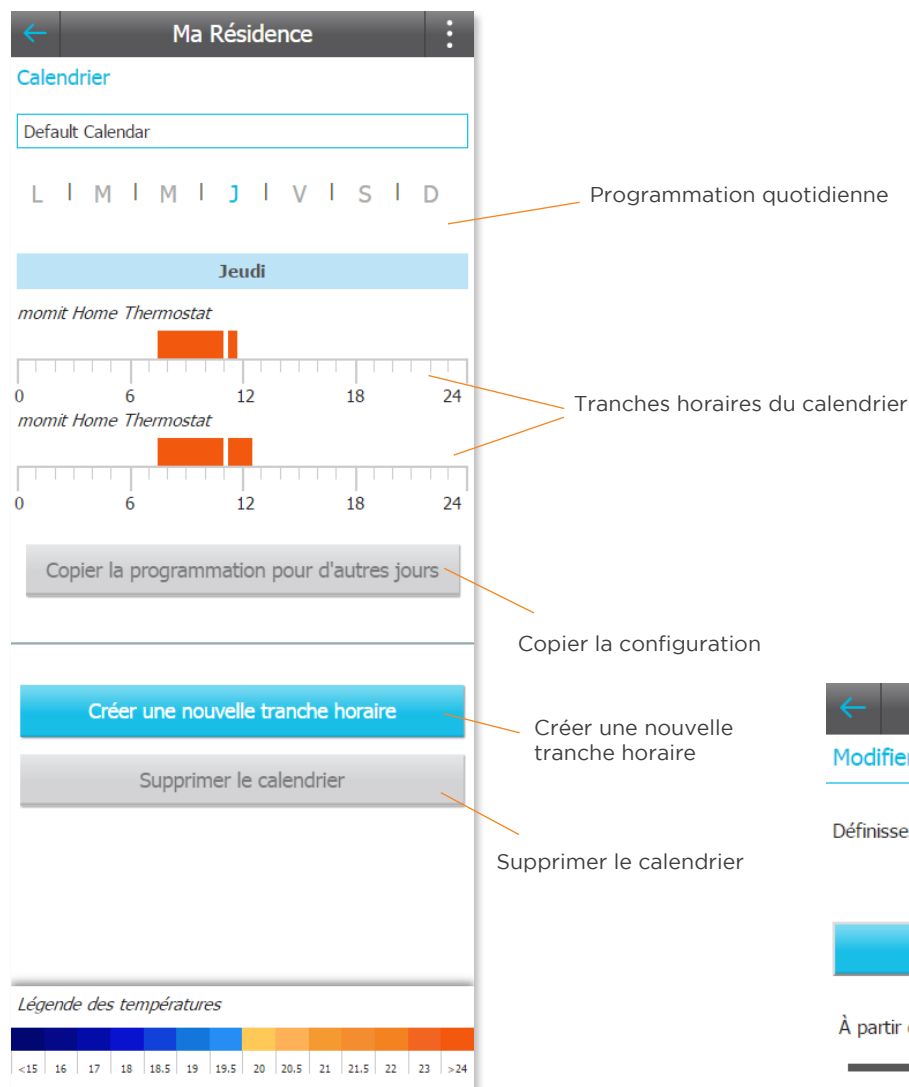 Ma Résidence
Calendrier
Default Calendar
L | M | M | J | V | S | D
Programmation quotidienne
Jeudi
momit Home Thermostat
0 6 12 18 24
Tranches horaires du calendrier
momit Home Thermostat
0 6 12 18 24
Copier la programmation pour d'autres jours
Copier la configuration
Créer une nouvelle tranche horaire
Créer une nouvelle
tranche horaire
Supprimer le calendrier
Supprimer le calendrier
Légende des températures
<15 16 17 18 18.5 19 19.5 20 20.5 21 21.5 22 23 >24
Modifier
Définisse
À partir